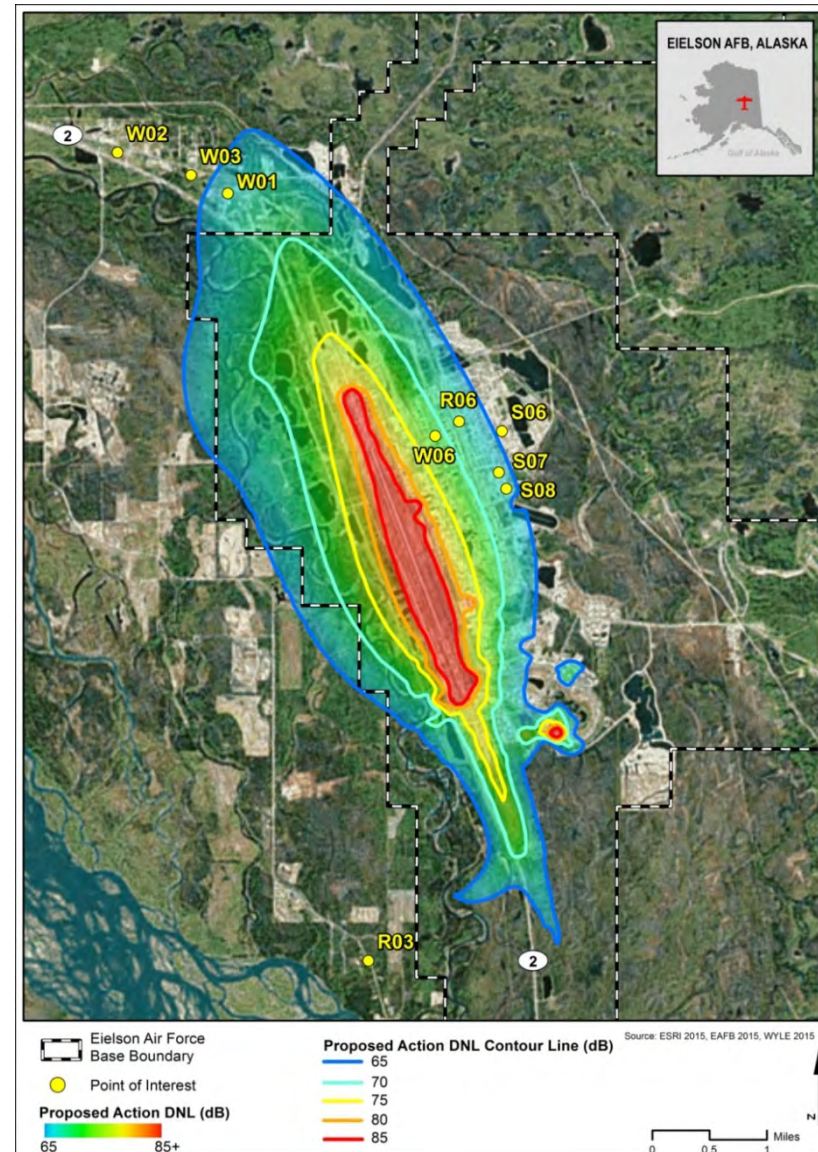 EIELSON AFB, ALASKA
Gulf of Alaska
2
W02
W03
W01
R06
S06
W06
S07
S08
R03
2
Eielson Air Force
Base Boundary
Point of Interest
Proposed Action DNL (dB)
65
85+
Proposed Action DNL Contour Line (dB)
65
70
75
80
85
Source: ESRI 2015, EAFB 2015, WYLE 2015
N
0
0.5
1
Miles